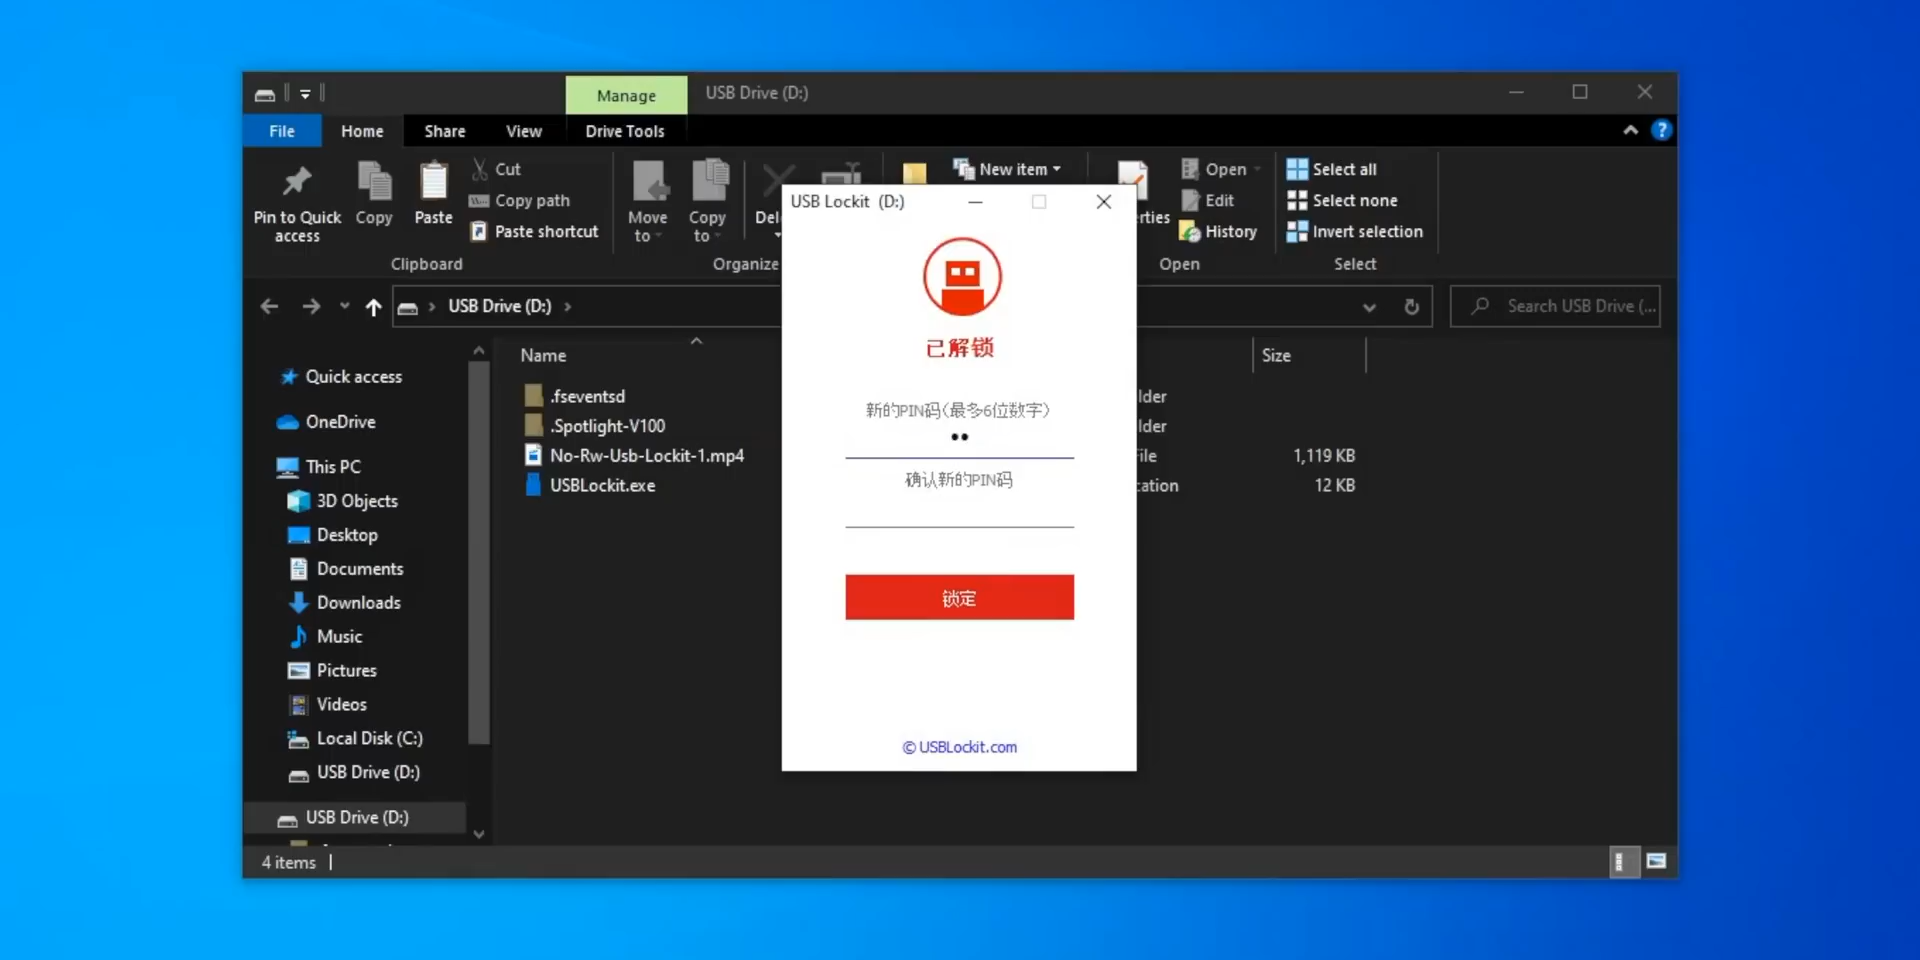 Manage
USB Drive (D:)
File
Home
Share
View
Drive Tools
Pin to Quick access
Copy
Paste
Cut
Copy path
Paste shortcut
Clipboard
Move to
Copy to
Organize
New item
Open
Edit
History
Open
Select all
Select none
Invert selection
Select
USB Drive (D:)
Search USB Drive (...
Quick access
OneDrive
This PC
3D Objects
Desktop
Documents
Downloads
Music
Pictures
Videos
Local Disk (C:)
USB Drive (D:)
USB Drive (D:)
Name
Size
.fseventsd
.Spotlight-V100
No-Rw-Usb-Lockit-1.mp4
1,119 KB
USBLockit.exe
12 KB
USB Lockit (D:)
已解锁
新的PIN码(最多6位数字)
确认新的PIN码
锁定
© USBLockit.com
4 items